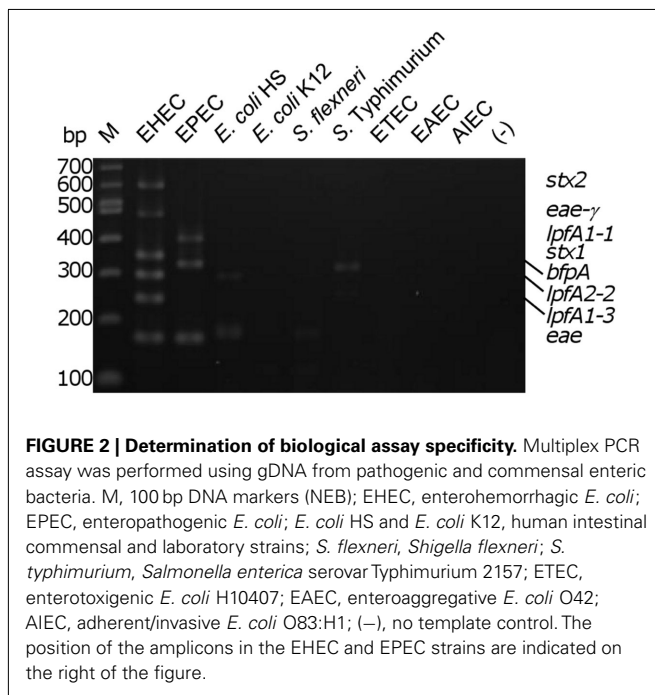 bp M EHEC EPEC E. coli HS E. coli K12 S. flexneri S. Typhimurium ETEC EAEC AIEC (-)
700
600
500
400
300
200
100
stx2
eae-γ
lpfA1-1
stx1
bfpA
lpfA2-2
lpfA1-3
eae
FIGURE 2 | Determination of biological assay specificity. Multiplex PCR
assay was performed using gDNA from pathogenic and commensal enteric
bacteria. M, 100 bp DNA markers (NEB); EHEC, enterohemorrhagic E. coli;
EPEC, enteropathogenic E. coli; E. coli HS and E. coli K12, human intestinal
commensal and laboratory strains; S. flexneri, Shigella flexneri; S.
typhimurium, Salmonella enterica serovar Typhimurium 2157; ETEC,
enterotoxigenic E. coli H10407; EAEC, enteroaggregative E. coli O42;
AIEC, adherent/invasive E. coli O83:H1; (−), no template control. The
position of the amplicons in the EHEC and EPEC strains are indicated on
the right of the figure.